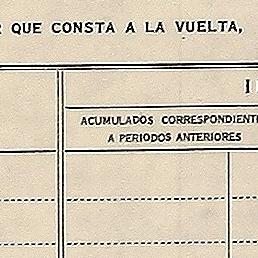 QUE CONSTA A LA VUELTA,
ACUMULADOS CORRESPONDIENT
A PERIODOS ANTERIORES